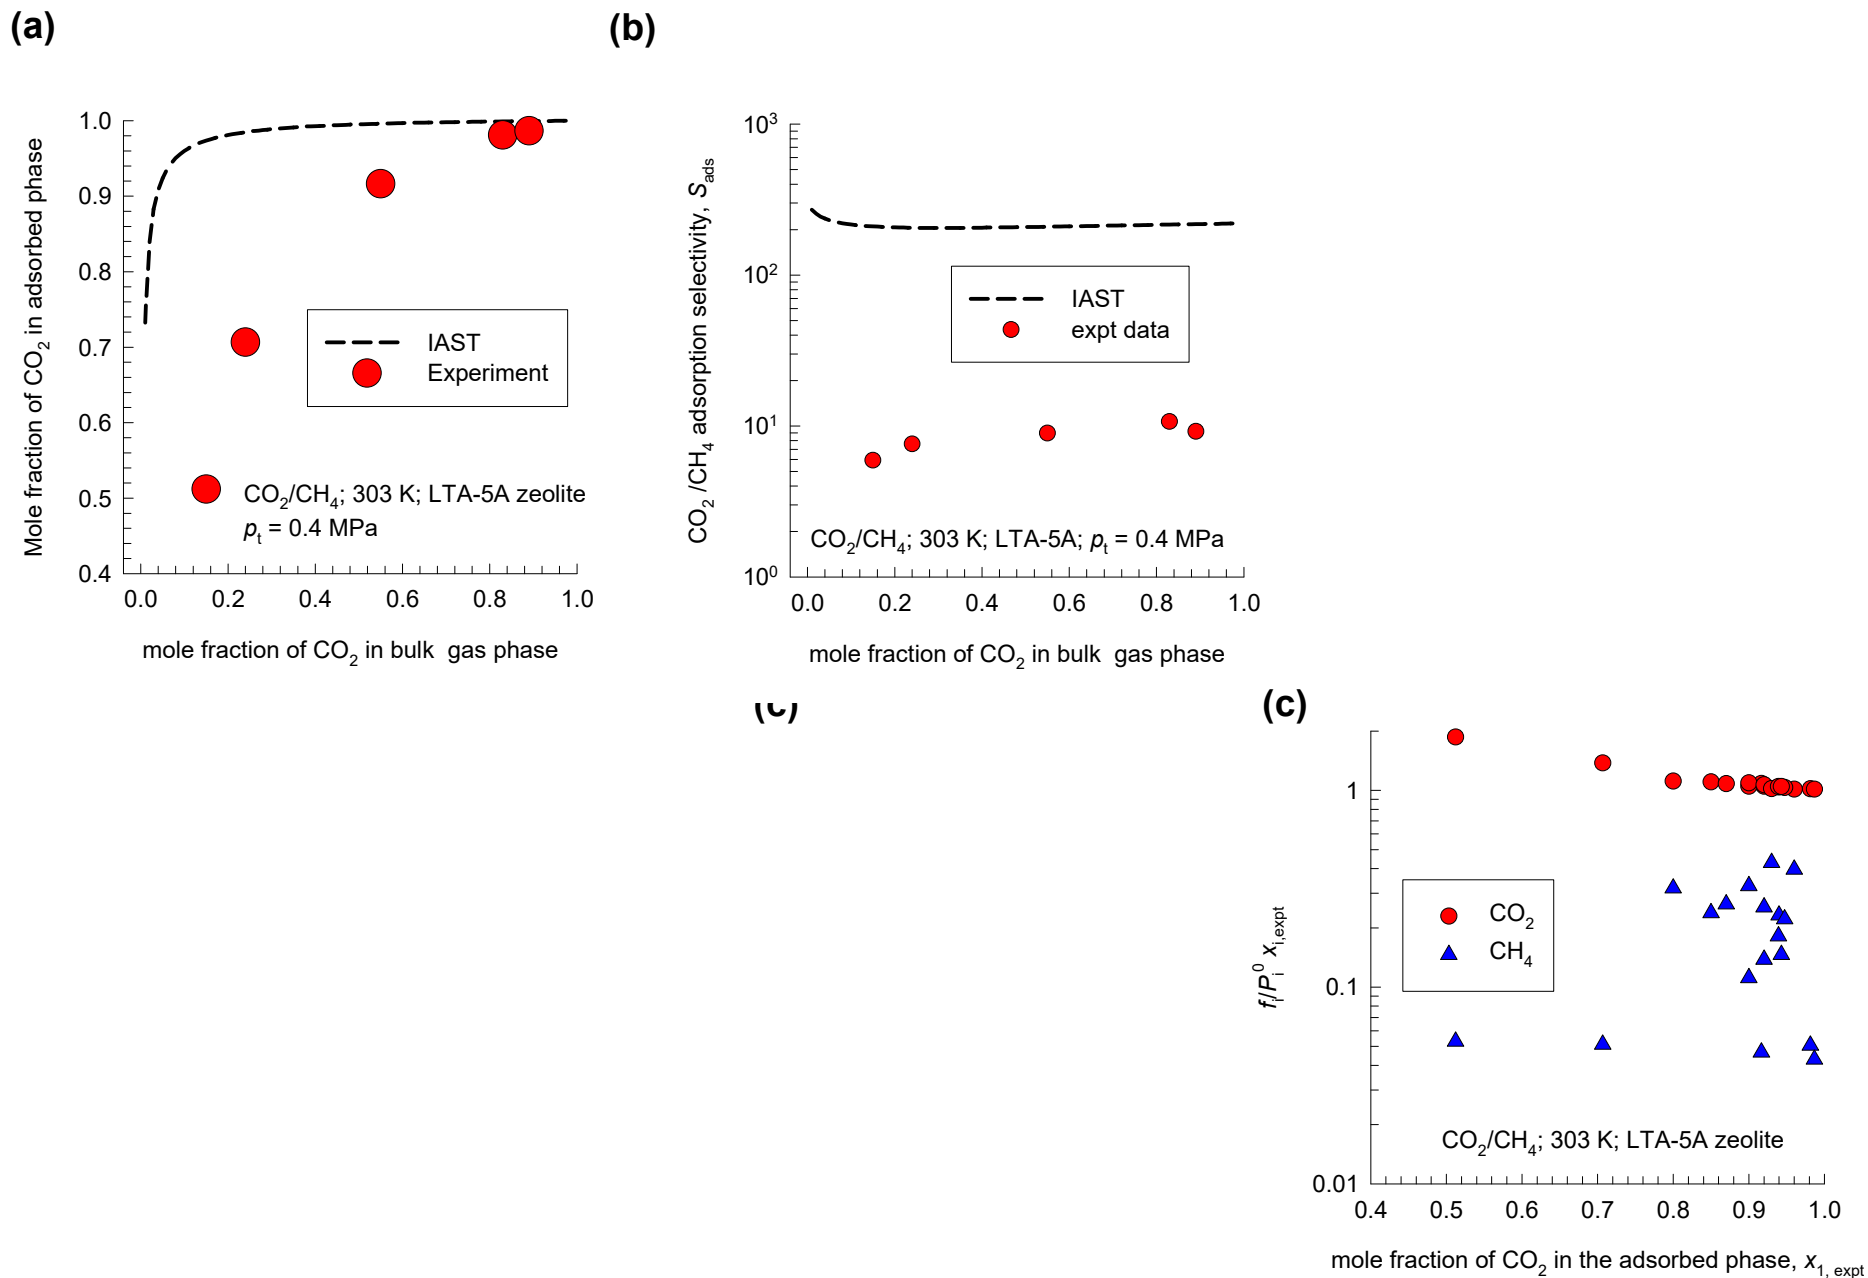 (a)
Mole fraction of CO2 in adsorbed phase
1.0
0.9
0.8
0.7
0.6
0.5
0.4
IAST
Experiment
CO2/CH4; 303 K; LTA-5A zeolite
pt = 0.4 MPa
0.0 0.2 0.4 0.6 0.8 1.0
mole fraction of CO2 in bulk gas phase
(b)
CO2 /CH4 adsorption selectivity, Sads
10^3
10^2
10^1
10^0
IAST
expt data
CO2/CH4; 303 K; LTA-5A; pt = 0.4 MPa
0.0 0.2 0.4 0.6 0.8 1.0
mole fraction of CO2 in bulk gas phase
(c)
(c)
fi/Pi^0 xi,expt
1
0.1
0.01
CO2
CH4
CO2/CH4; 303 K; LTA-5A zeolite
0.4 0.5 0.6 0.7 0.8 0.9 1.0
mole fraction of CO2 in the adsorbed phase, x1, expt